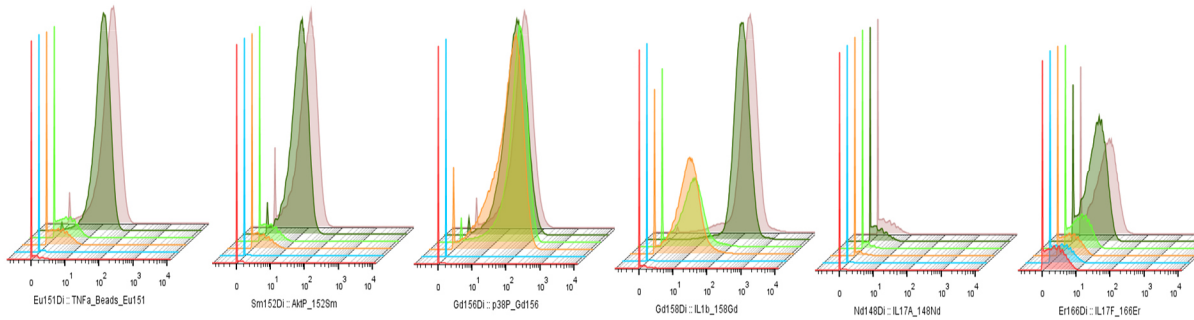 0 10¹ 10² 10³ 10⁴
Eu151Di :: TNFa_Beads_Eu151
0 10¹ 10² 10³ 10⁴
Sm152Di :: AktP_152Sm
0 10¹ 10² 10³ 10⁴
Gd156Di :: p38P_Gd156
0 10¹ 10² 10³ 10⁴
Gd158Di :: IL1b_158Gd
0 10¹ 10² 10³ 10⁴
Nd148Di :: IL17A_148Nd
0 10¹ 10² 10³ 10⁴
Er166Di :: IL17F_166Er